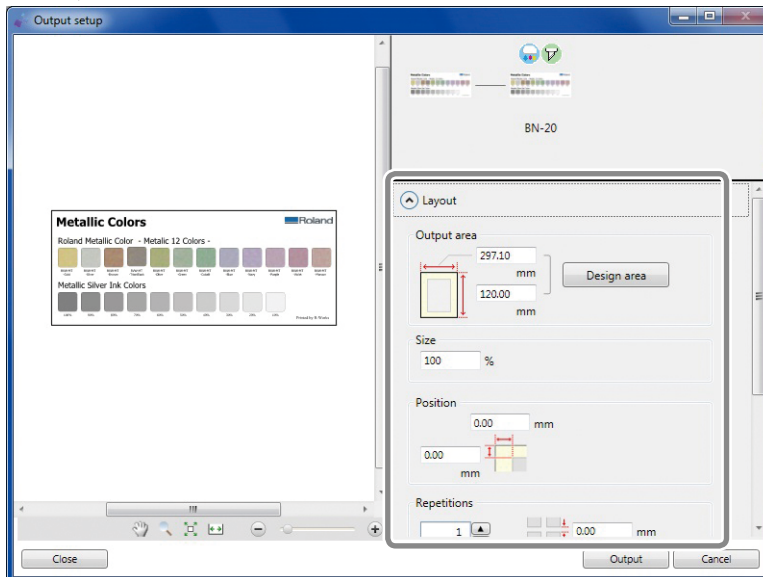 Output setup
BN-20
Metallic Colors
Roland
Roland Metallic Color - Metalic 12 Colors -
Metallic Silver Ink Colors
Layout
Output area
297.10
mm
Design area
120.00
mm
Size
100 %
Position
0.00 mm
0.00
mm
Repetitions
1
0.00 mm
Close
Output
Cancel